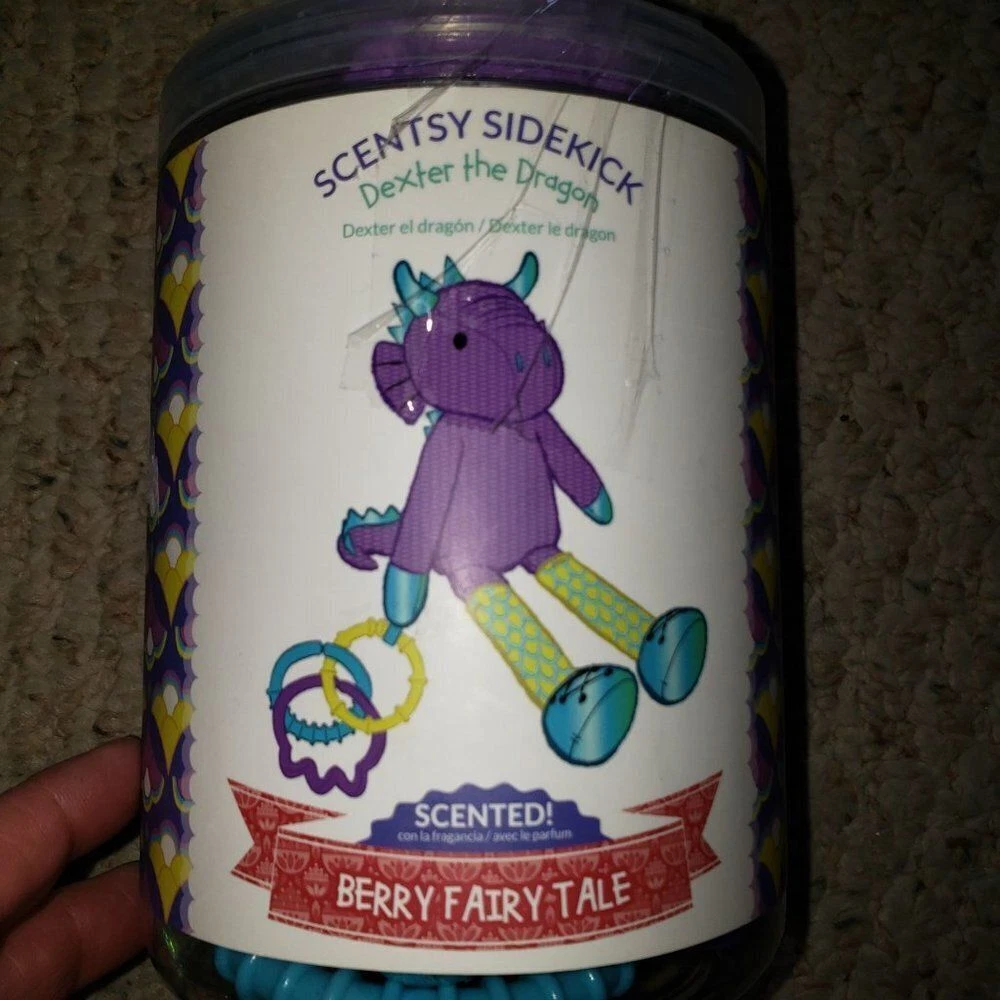 SCENTSY SIDEKICK
Dexter the Dragon
Dexter el dragón / Dexter le dragon
SCENTED!
con la fragancia / avec le parfum
BERRY FAIRY TALE